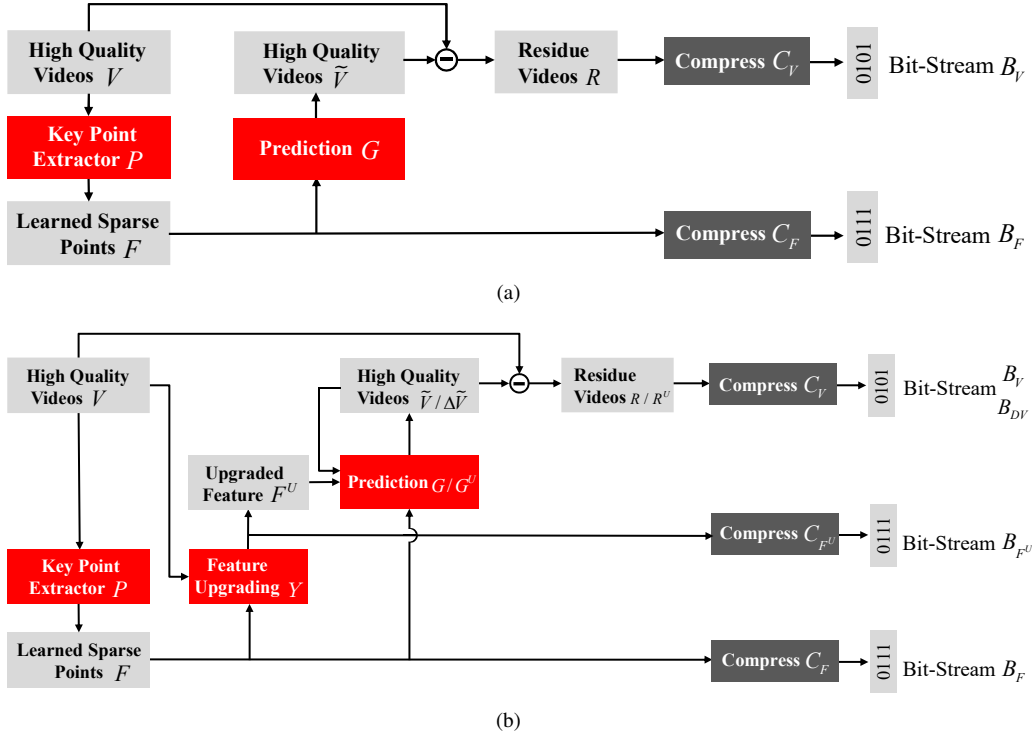 High Quality
Videos V
High Quality
Videos Ṽ
Residue
Videos R
Compress C_V
0101
Bit-Stream B_V
Key Point
Extractor P
Prediction G
Learned Sparse
Points F
Compress C_F
0111
Bit-Stream B_F
(a)
High Quality
Videos V
High Quality
Videos Ṽ / ΔṼ
Residue
Videos R / R^U
Compress C_V
0101
Bit-Stream B_V
B_DV
Upgraded
Feature F^U
Prediction G/G^U
Compress C_{F^U}
0111
Bit-Stream B_{F^U}
Key Point
Extractor P
Feature
Upgrading Y
Learned Sparse
Points F
Compress C_F
0111
Bit-Stream B_F
(b)